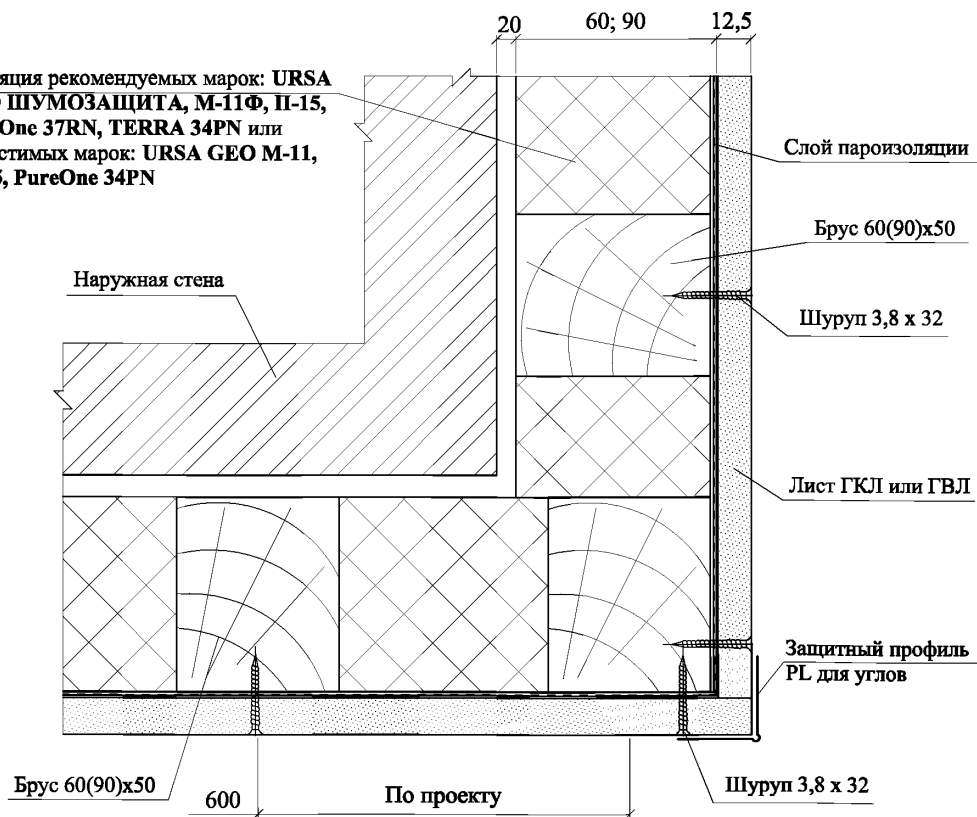 20 60; 90 12,5
яция рекомендуемых марок: URSA
ШУМОЗАЩИТА, М-11Ф, П-15,
One 37RN, TERRA 34PN или
стимых марок: URSA GEO М-11,
, PureOne 34PN
Слой пароизоляции
Брус 60(90)х50
Наружная стена
Шуруп 3,8 х 32
Лист ГКЛ или ГВЛ
Защитный профиль
PL для углов
Брус 60(90)х50
600
По проекту
Шуруп 3,8 х 32